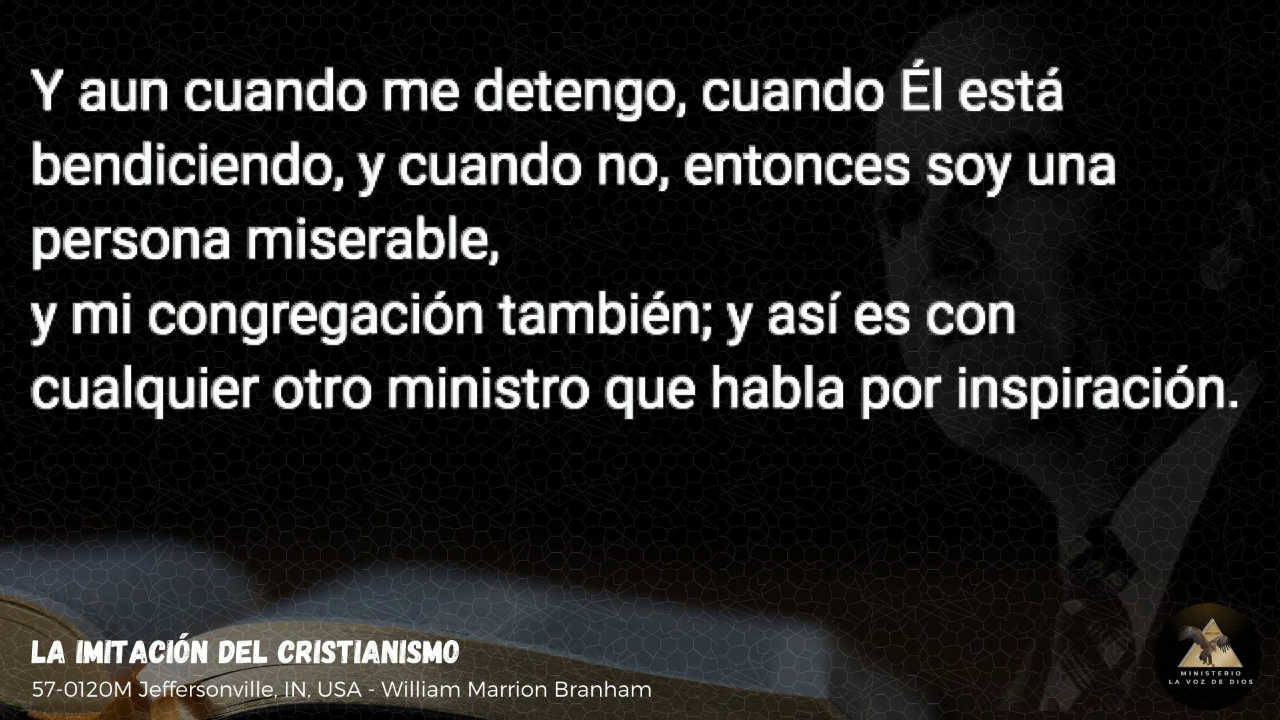 Y aun cuando me detengo, cuando Él está
bendiciendo, y cuando no, entonces soy una
persona miserable,
y mi congregación también; y así es con
cualquier otro ministro que habla por inspiración.
LA IMITACIÓN DEL CRISTIANISMO
57-0120M Jeffersonville, IN, USA - William Marrion Branham
MINISTERIO
LA VOZ DE DIOS